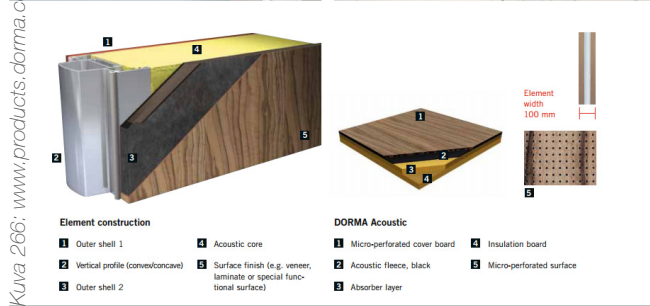 Kuva 266: www.products.dorma.c
1
4
2
3
5
1
2
3
4
Element
width
100 mm
5
Element construction
1 Outer shell 1
2 Vertical profile (convex/concave)
3 Outer shell 2
4 Acoustic core
5 Surface finish (e.g. veneer,
laminate or special func-
tional surface)
DORMA Acoustic
1 Micro-perforated cover board
2 Acoustic fleece, black
3 Absorber layer
4 Insulation board
5 Micro-perforated surface